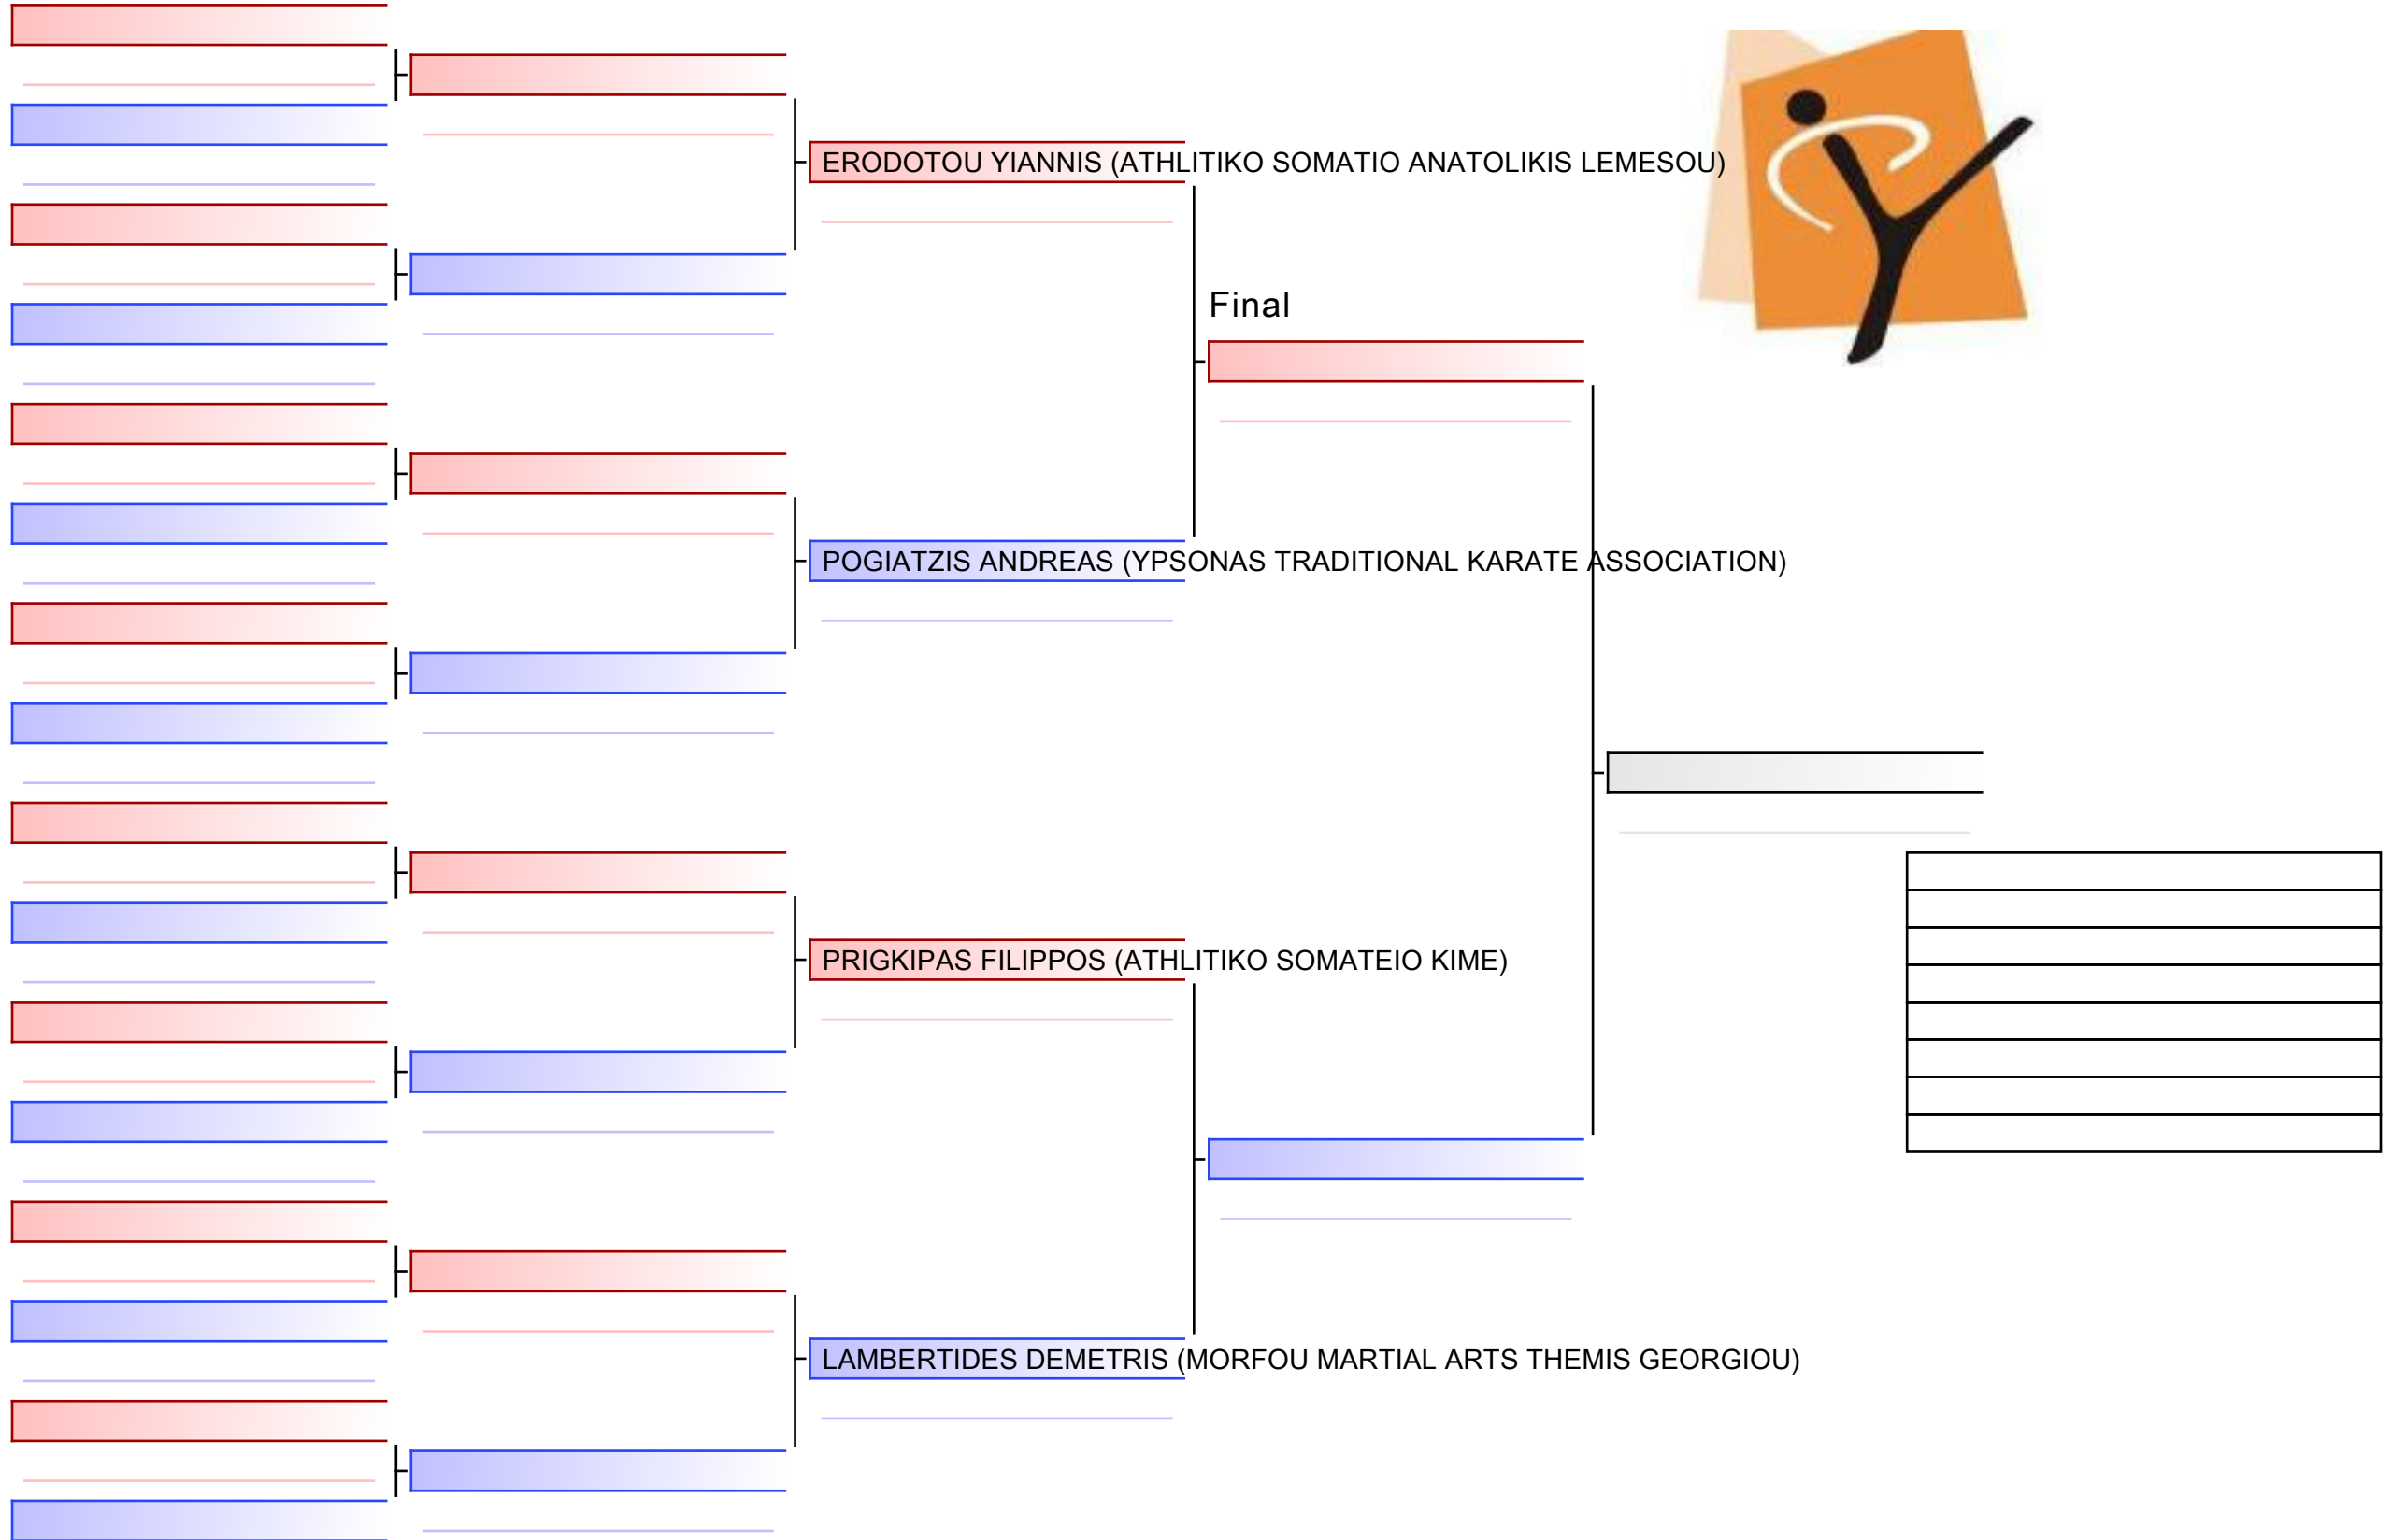 ERODOTOU YIANNIS (ATHLITIKO SOMATIO ANATOLIKIS LEMESOU)
Final
POGIATZIS ANDREAS (YPSONAS TRADITIONAL KARATE ASSOCIATION)
PRIGKIPAS FILIPPOS (ATHLITIKO SOMATEIO KIME)
LAMBERTIDES DEMETRIS (MORFOU MARTIAL ARTS THEMIS GEORGIOU)